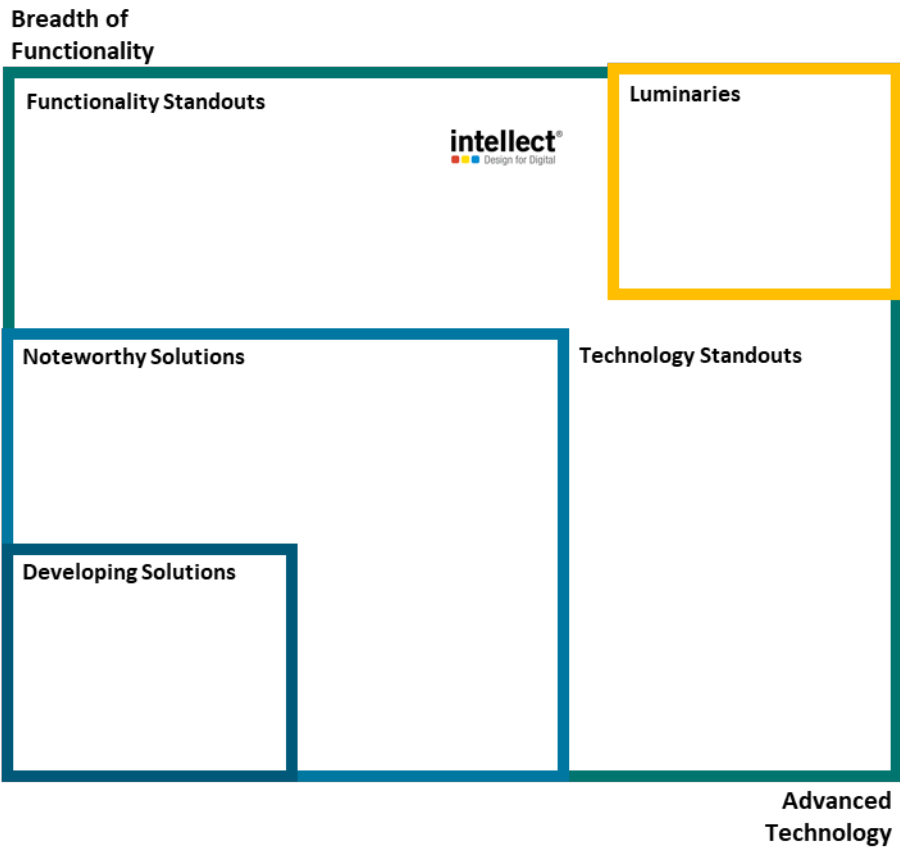 Breadth of
Functionality
Functionality Standouts
Luminaries
intellect®
Design for Digital
Noteworthy Solutions
Technology Standouts
Developing Solutions
Advanced
Technology